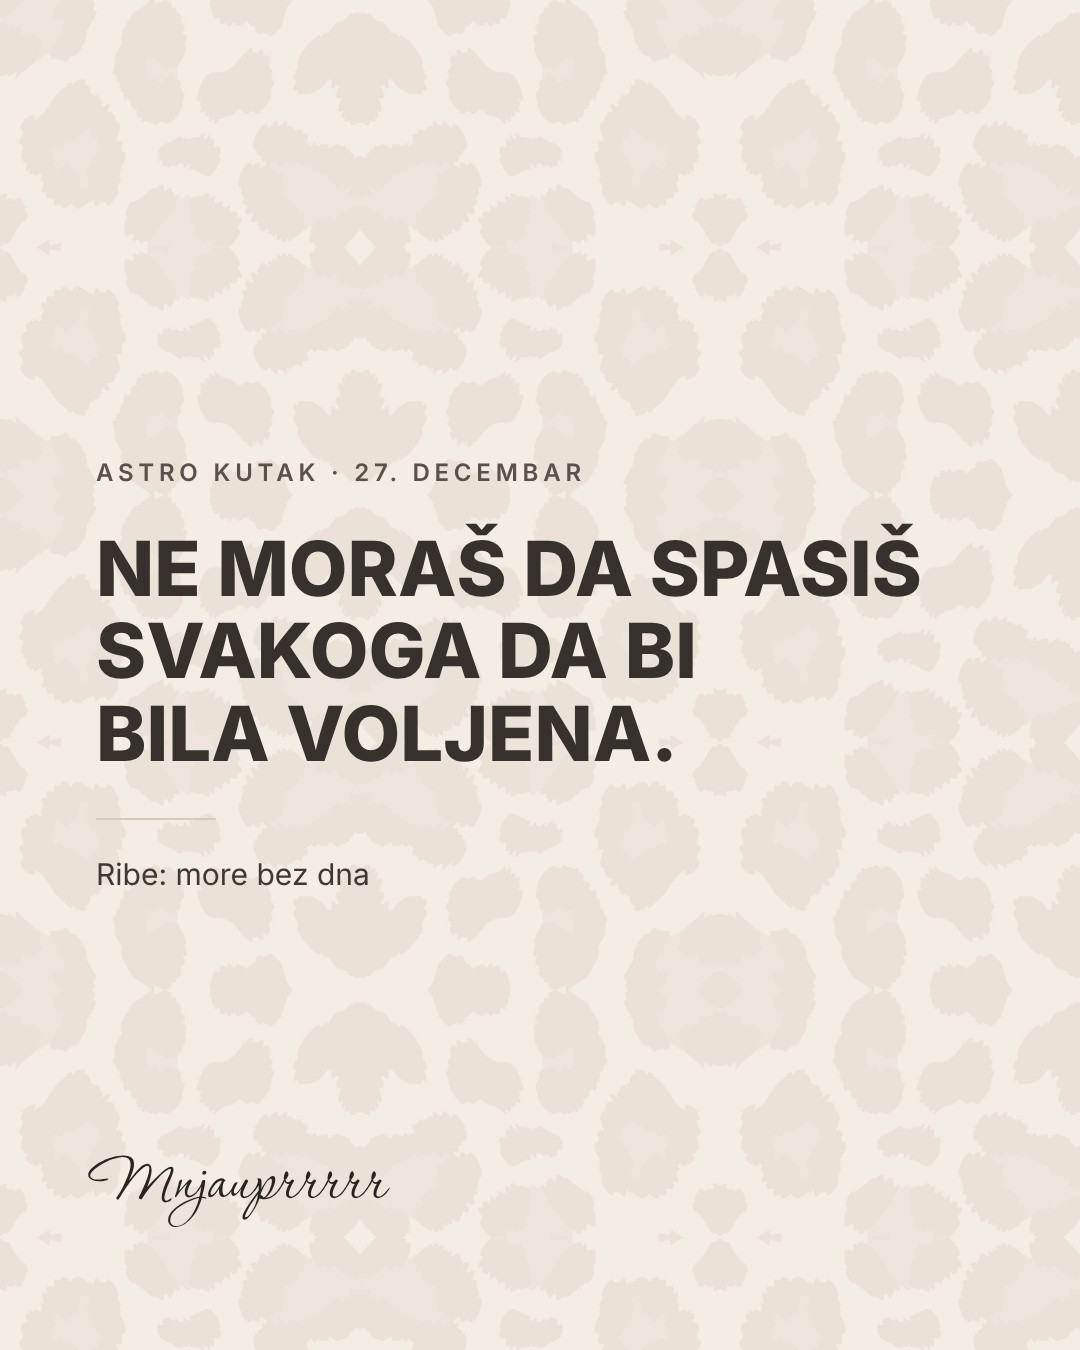 ASTRO KUTAK · 27. DECEMBAR
NE MORAŠ DA SPASIŠ
SVAKOGA DA BI
BILA VOLJENA.
Ribe: more bez dna
Mnjauprrrrr